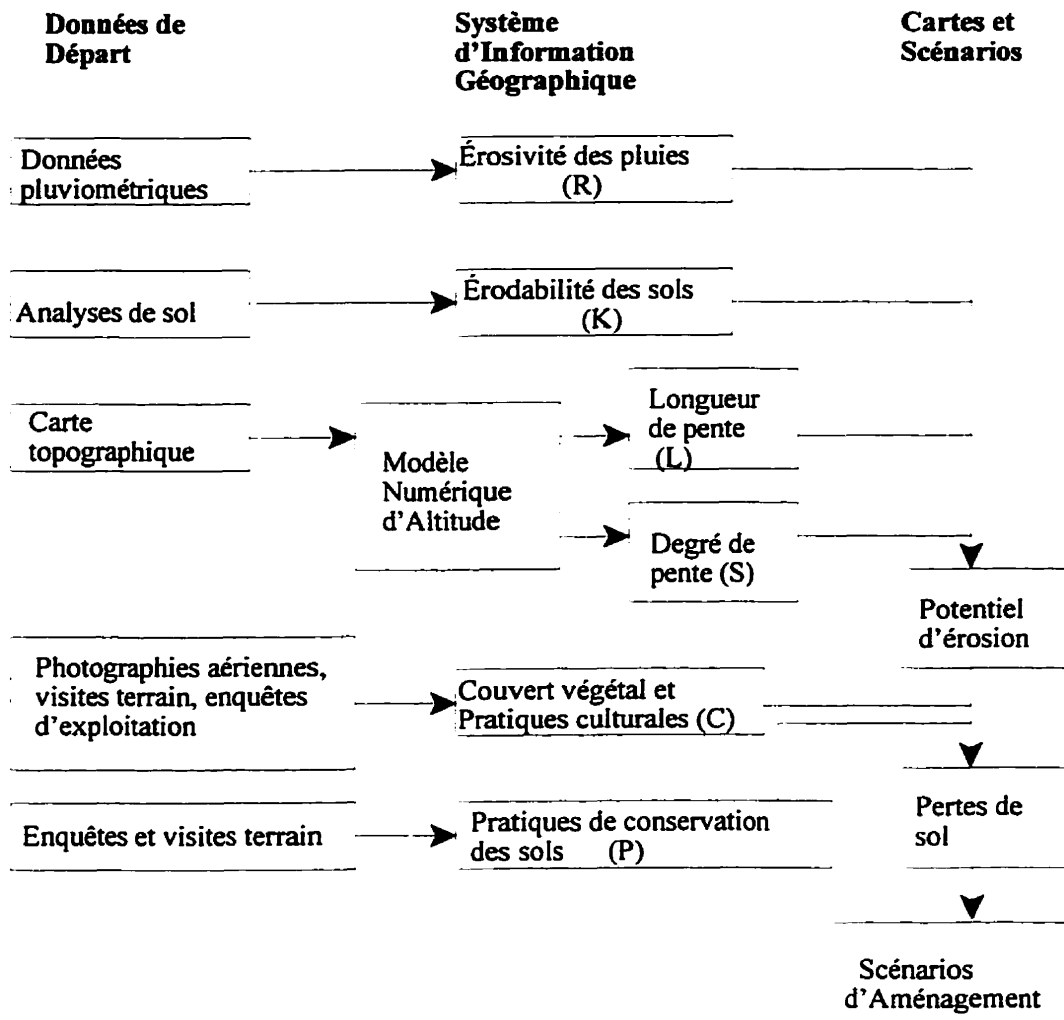 Données de
Départ
Système
d'Information
Géographique
Cartes et
Scénarios
Données
pluviométriques
Érosivité des pluies
(R)
Analyses de sol
Érodabilité des sols
(K)
Carte
topographique
Modèle
Numérique
d'Altitude
Longueur
de pente
(L)
Degré de
pente (S)
Potentiel
d'érosion
Photographies aériennes,
visites terrain, enquêtes
d'exploitation
Couvert végétal et
Pratiques culturales (C)
Enquêtes et visites terrain
Pratiques de conservation
des sols (P)
Pertes de
sol
Scénarios
d'Aménagement